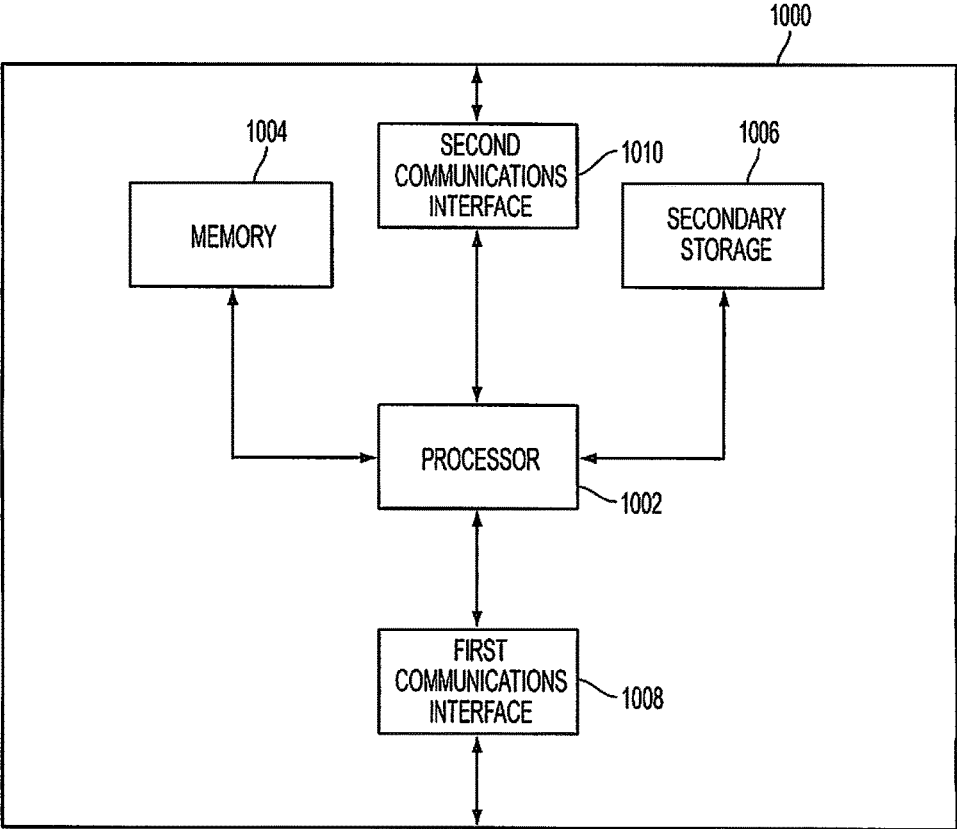 1000
1004
SECOND
COMMUNICATIONS
INTERFACE
1010
1006
MEMORY
SECONDARY
STORAGE
PROCESSOR
1002
FIRST
COMMUNICATIONS
INTERFACE
1008